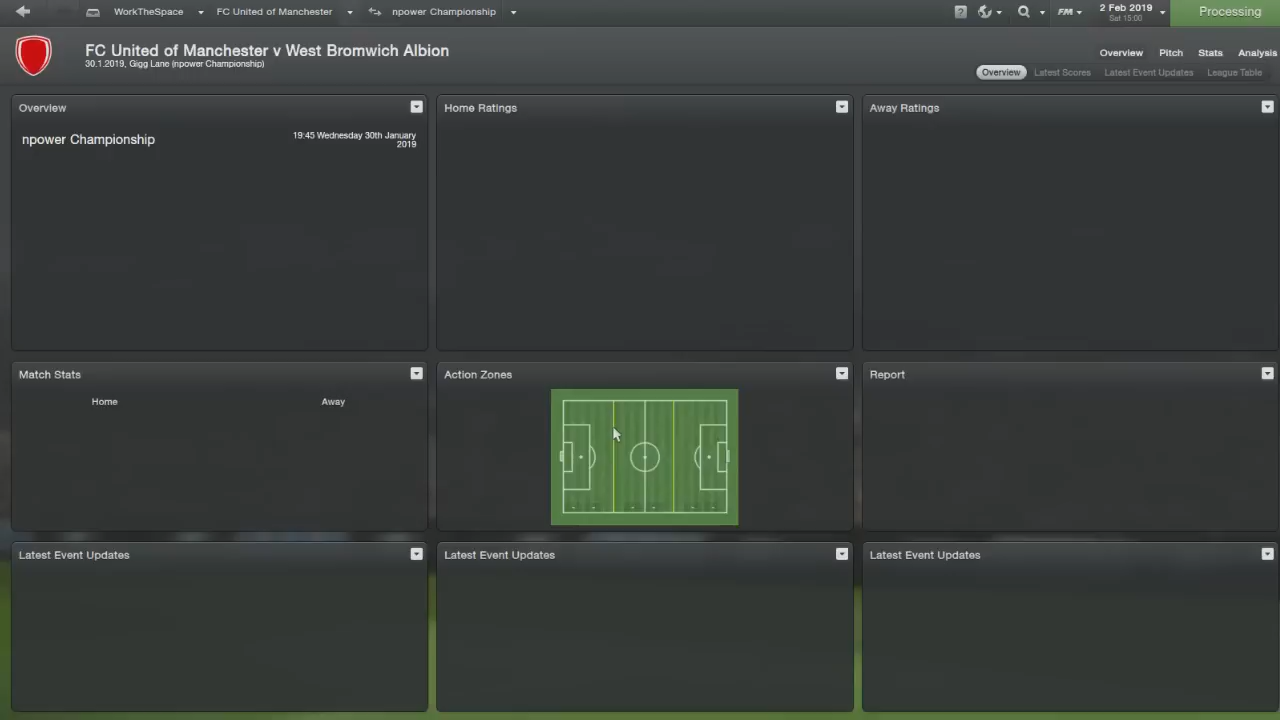 WorkTheSpace
FC United of Manchester
npower Championship
?
FM
2 Feb 2019
Sat 15:00
Processing
FC United of Manchester v West Bromwich Albion
30.1.2019, Gigg Lane (npower Championship)
Overview
Pitch
Stats
Analysis
Overview
Latest Scores
Latest Event Updates
League Table
Overview
npower Championship
19:45 Wednesday 30th January
2019
Home Ratings
Away Ratings
Match Stats
Home
Away
Action Zones
Report
Latest Event Updates
Latest Event Updates
Latest Event Updates